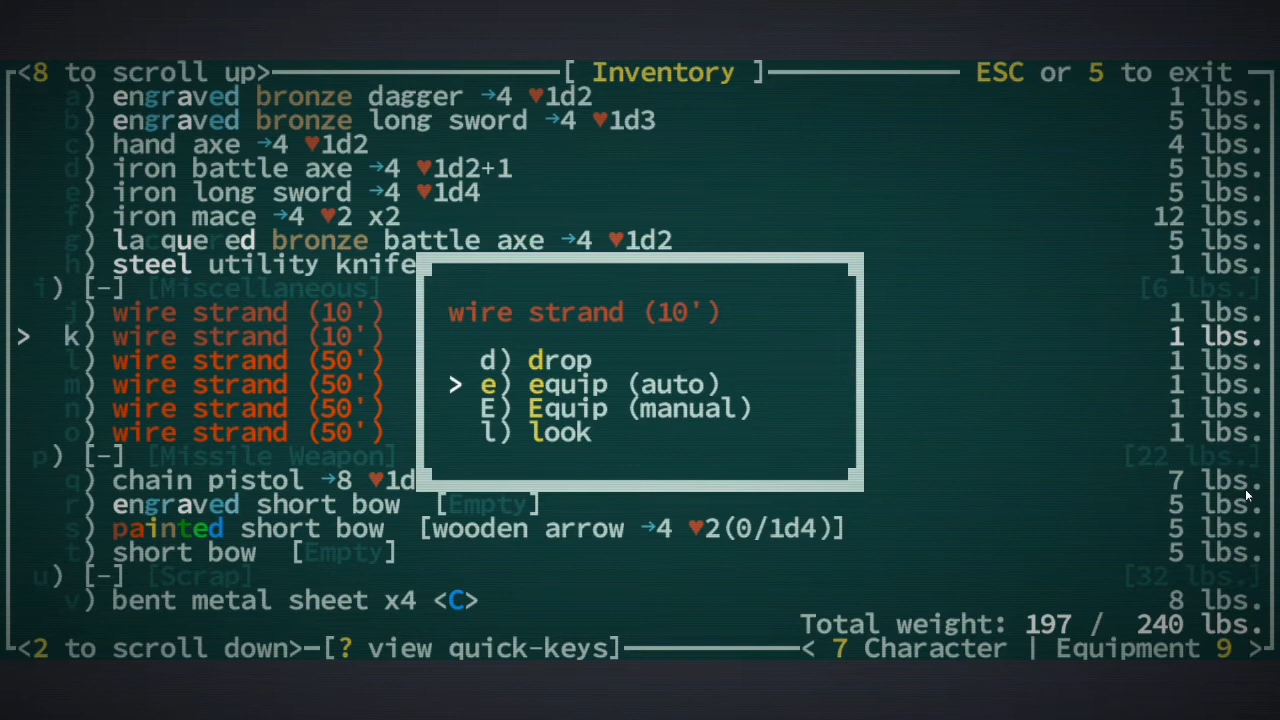 <8 to scroll up> [ Inventory ] ESC or 5 to exit
a) engraved bronze dagger →4 ♥1d2 1 lbs.
b) engraved bronze long sword →4 ♥1d3 5 lbs.
c) hand axe →4 ♥1d2 4 lbs.
d) iron battle axe →4 ♥1d2+1 5 lbs.
e) iron long sword →4 ♥1d4 5 lbs.
f) iron mace →4 ♥2 x2 12 lbs.
g) lacquered bronze battle axe →4 ♥1d2 5 lbs.
h) steel utility knife 1 lbs.
i) [-] [Miscellaneous] [6 lbs.]
j) wire strand (10') 1 lbs.
> k) wire strand (10') 1 lbs.
l) wire strand (50') 1 lbs.
m) wire strand (50') 1 lbs.
n) wire strand (50') 1 lbs.
o) wire strand (50') 1 lbs.
p) [-] [Missile Weapon] [22 lbs.]
q) chain pistol →8 ♥1d 7 lbs.
r) engraved short bow [Empty] 5 lbs.
s) painted short bow [wooden arrow →4 ♥2(0/1d4)] 5 lbs.
t) short bow [Empty] 5 lbs.
u) [-] [Scrap] [32 lbs.]
v) bent metal sheet x4 <C> 8 lbs.
Total weight: 197 / 240 lbs.
<2 to scroll down> [? view quick-keys] < 7 Character | Equipment 9 >
wire strand (10')
d) drop
> e) equip (auto)
E) Equip (manual)
l) look